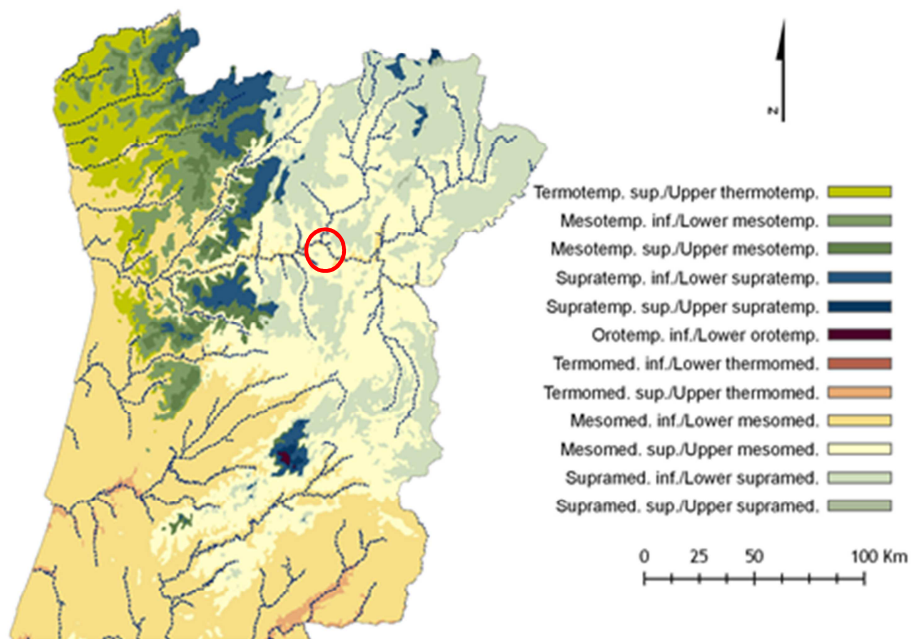 N
Termotemp. sup./Upper thermotemp.
Mesotemp. inf./Lower mesotemp.
Mesotemp. sup./Upper mesotemp.
Supratemp. inf./Lower supratemp.
Supratemp. sup./Upper supratemp.
Orotemp. inf./Lower orotemp.
Termomed. inf./Lower thermomed.
Termomed. sup./Upper thermomed.
Mesomed. inf./Lower mesomed.
Mesomed. sup./Upper mesomed.
Supramed. inf./Lower supramed.
Supramed. sup./Upper supramed.
0 25 50 100 Km